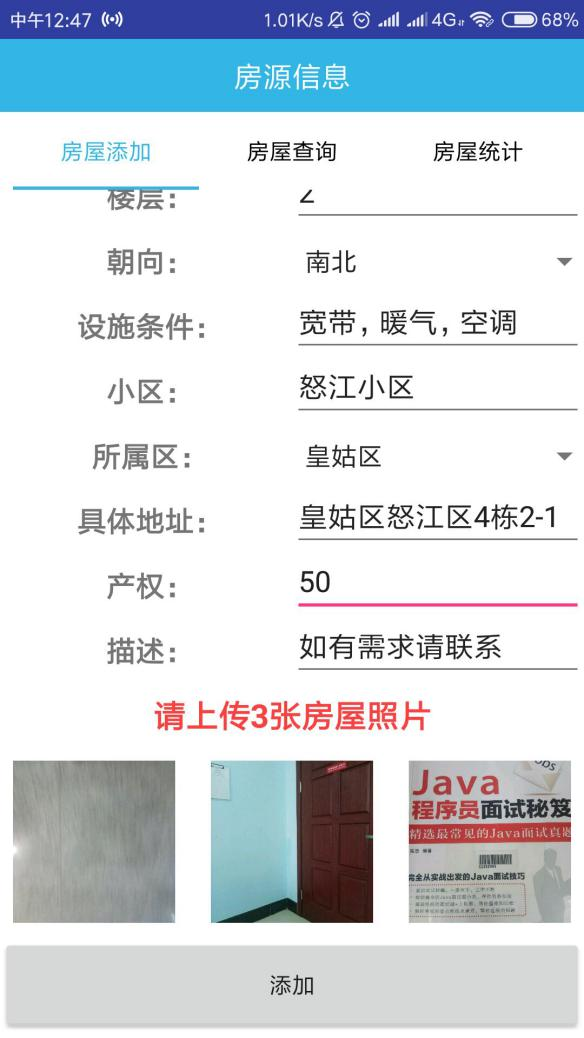 中午12:47 1.01K/s 4G 68%
房源信息
房屋添加 房屋查询 房屋统计
楼层: 2
朝向: 南北
设施条件: 宽带，暖气，空调
小区: 怒江小区
所属区: 皇姑区
具体地址: 皇姑区怒江区4栋2-1
产权: 50
描述: 如有需求请联系
请上传3张房屋照片
Java
程序员面试秘笈
精选最常见的Java面试真题
完全从实战出发的Java面试技巧
添加